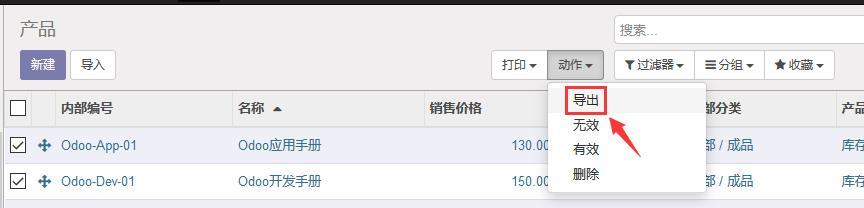 产品
搜索...
新建 导入 打印 动作 过滤器 分组 收藏
导出
无效
有效
删除
内部编号 名称 销售价格 部分类 产品
Odoo-App-01 Odoo应用手册 130.00 部 / 成品 库存
Odoo-Dev-01 Odoo开发手册 150.00 部 / 成品 库存